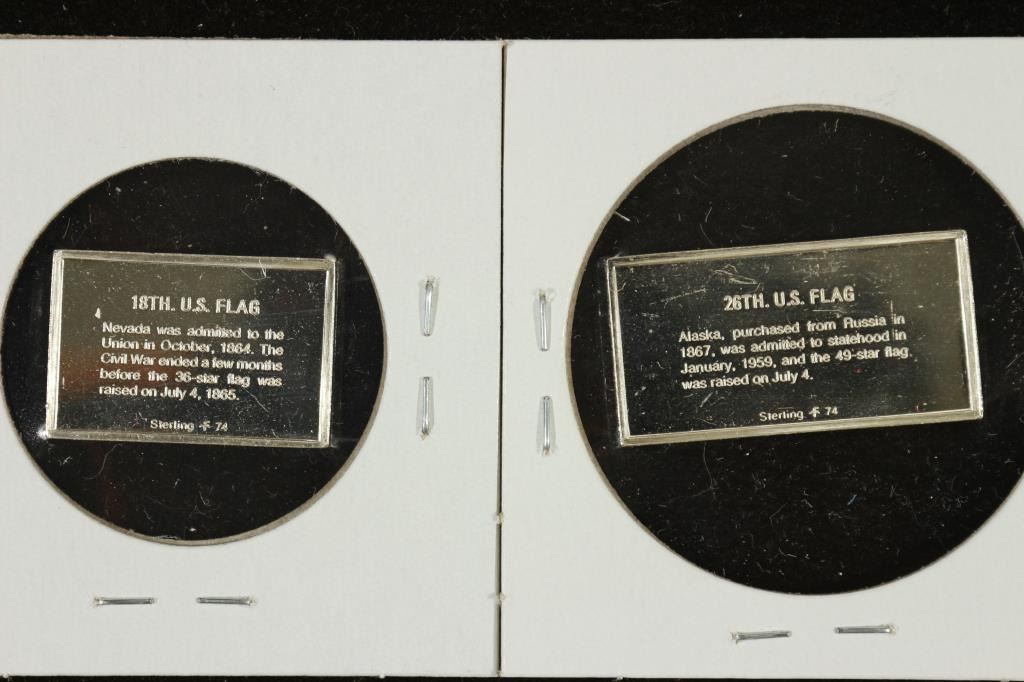 18TH. U.S. FLAG
Nevada was admitted to the
Union in October, 1864. The
Civil War ended a few months
before the 36-star flag was
raised on July 4, 1865.
Sterling 74
26TH. U.S. FLAG
Alaska, purchased from Russia in
1867, was admitted to statehood in
January, 1959, and the 49-star flag
was raised on July 4.
Sterling 74